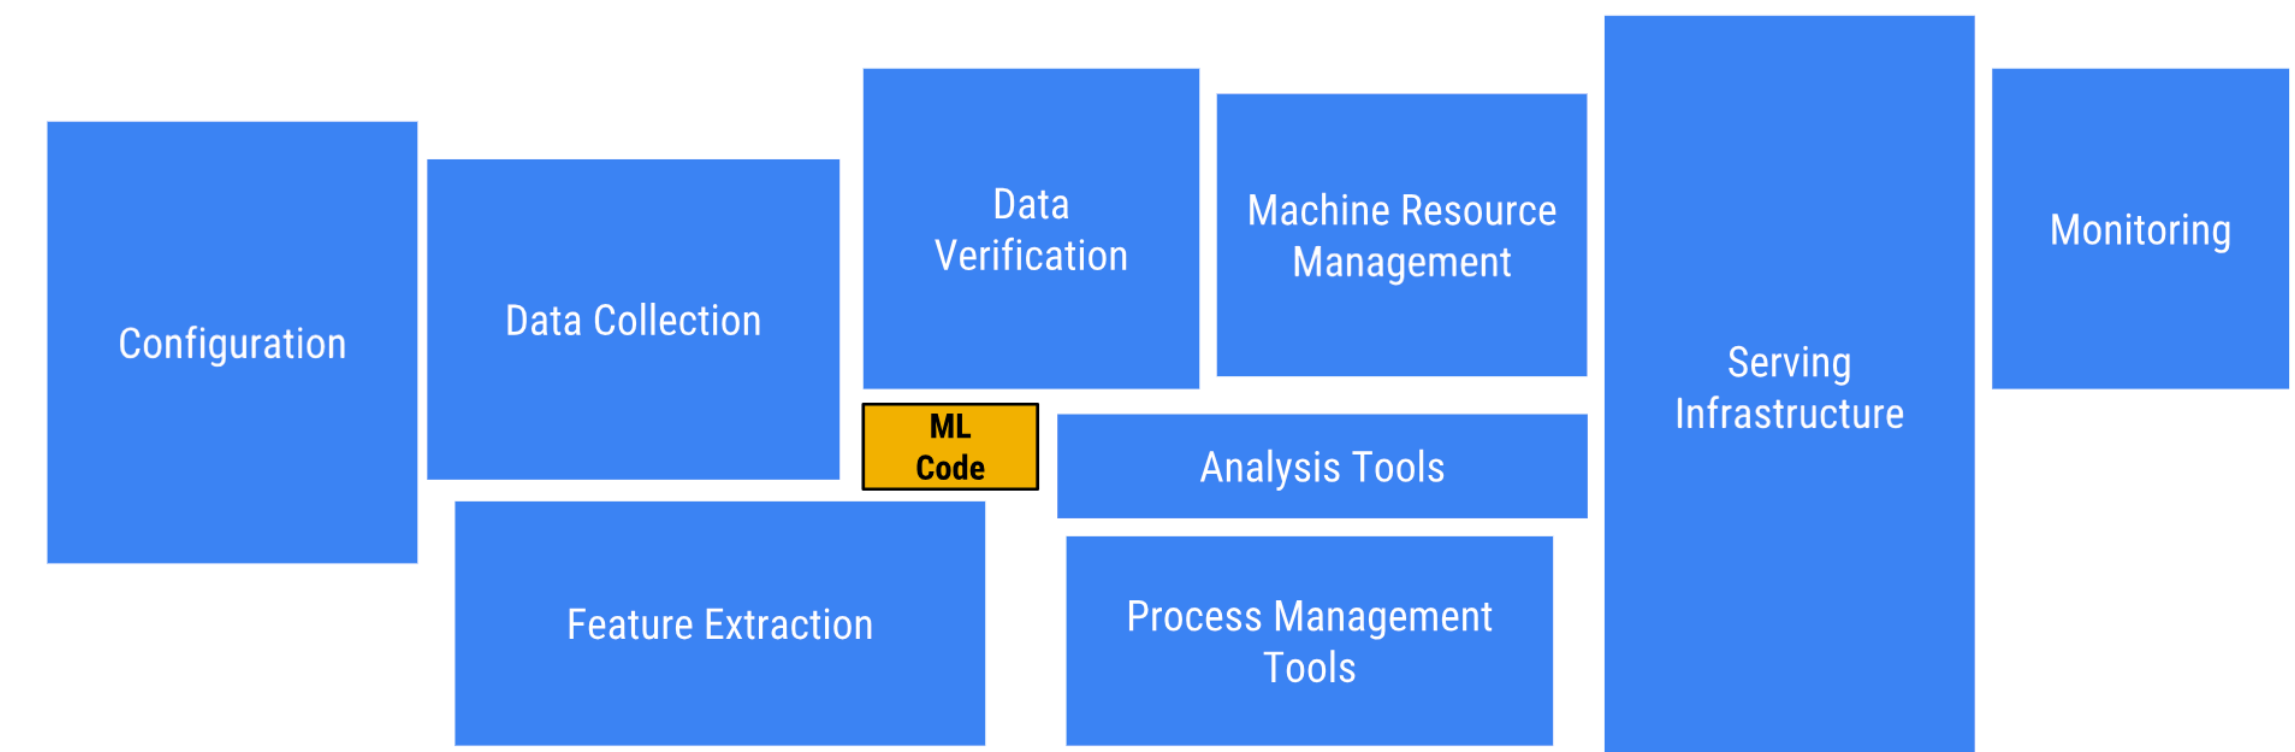 Configuration
Data Collection
Data
Verification
Machine Resource
Management
Serving
Infrastructure
Monitoring
ML
Code
Analysis Tools
Feature Extraction
Process Management
Tools